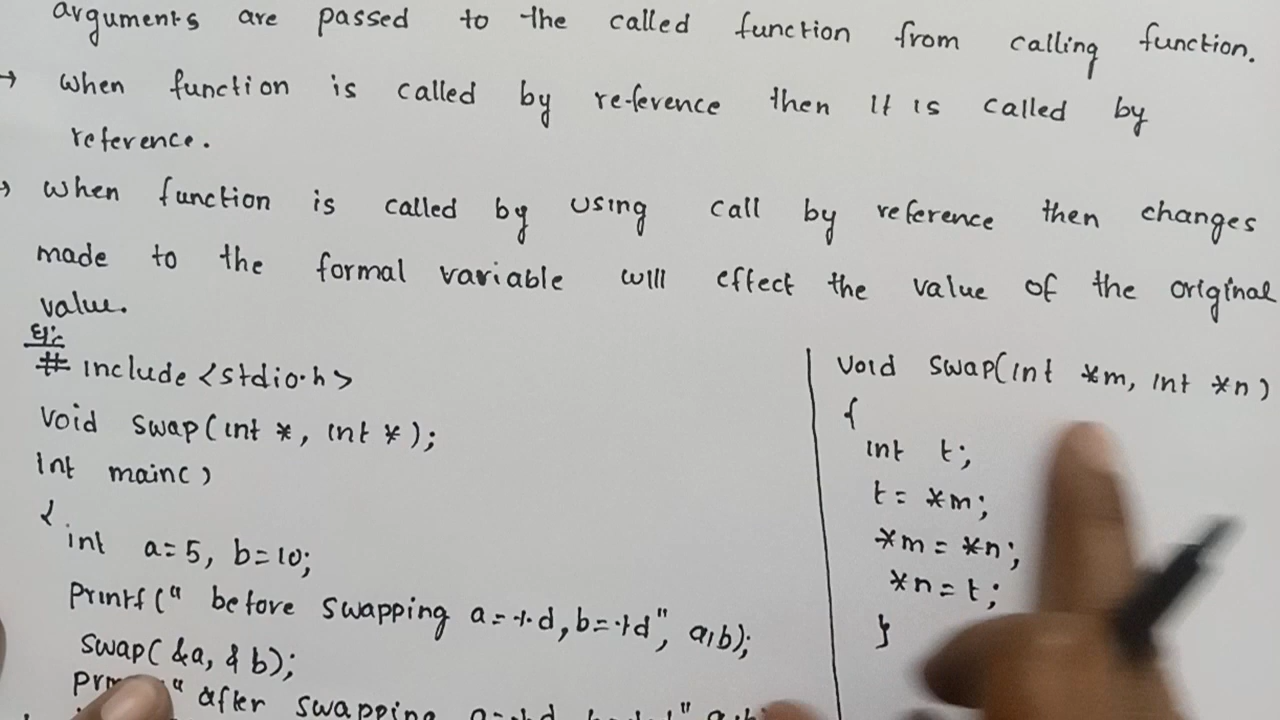 arguments are passed to the called function from calling function.
→ When function is called by reference then it is called by
reference.
→ When function is called by using call by reference then changes
made to the formal variable will effect the value of the original
value.
Ex:
# include <stdio.h>
void swap(int *, int *);
int main()
{
int a=5, b=10;
printf(" before swapping a=%d, b=%d", a,b);
swap( &a, & b);
" after swapping
void swap(int *m, int *n)
{
int t;
t= *m;
*m = *n;
*n = t;
}